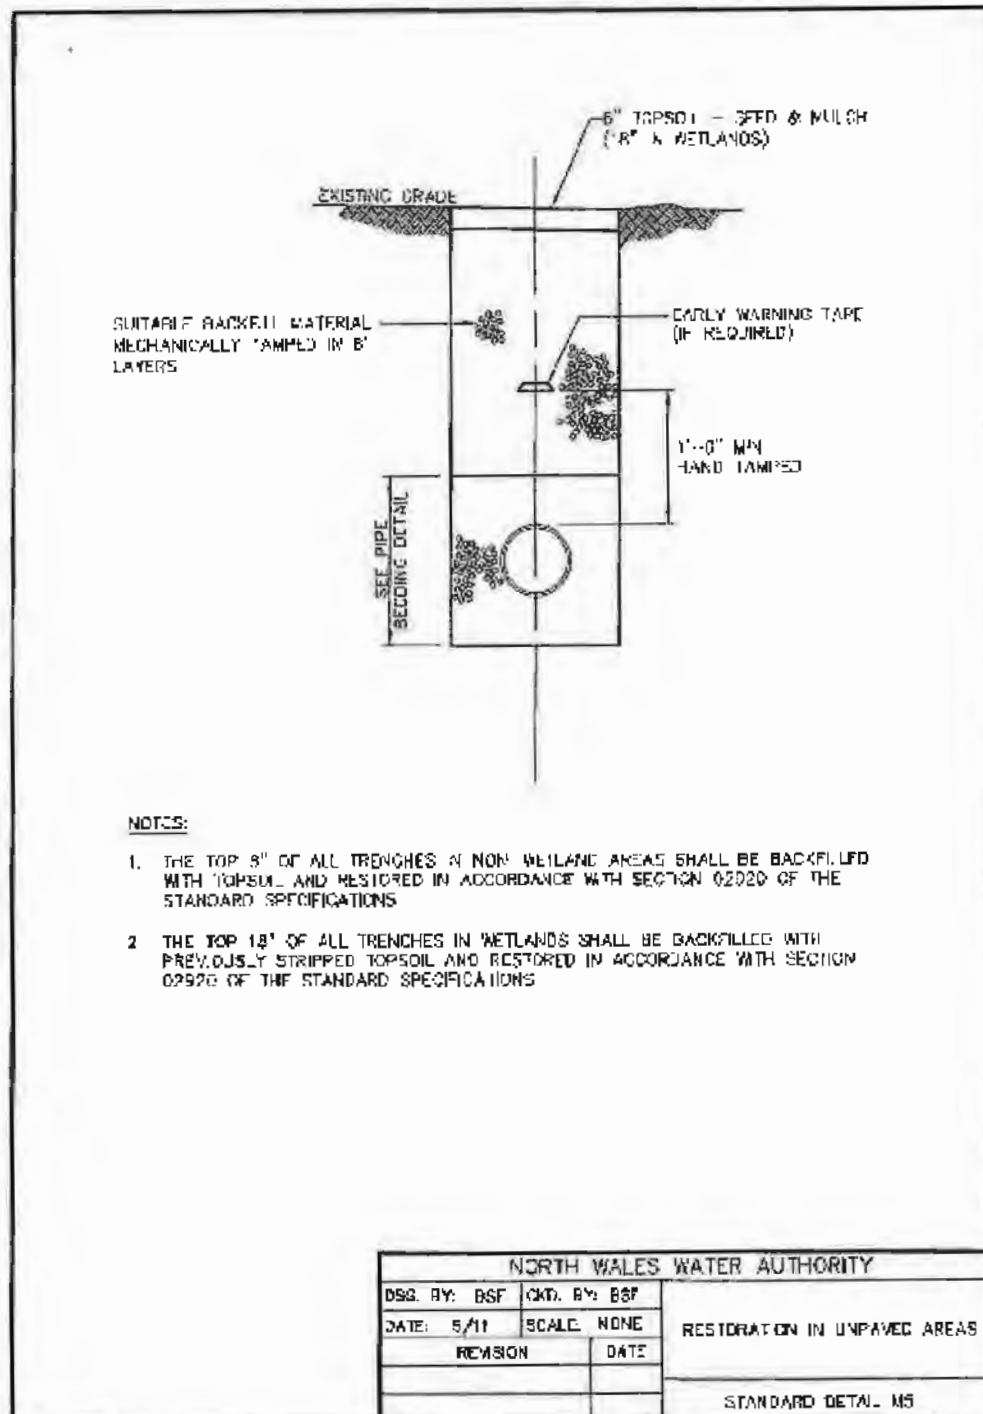 6" TOPSOIL – SEED & MULCH
(18" IN WETLANDS)
EXISTING GRADE
SUITABLE BACKFILL MATERIAL
MECHANICALLY TAMPED IN
LAYERS
EARLY WARNING TAPE
(IF REQUIRED)
MIN
HAND TAMPED
SEE PIPE
BEDDING DETAIL
NOTES:
1. THE TOP OF ALL TRENCHES IN NON WETLAND AREAS SHALL BE BACKFILLED
WITH TOPSOIL AND RESTORED IN ACCORDANCE WITH SECTION OF THE
STANDARD SPECIFICATIONS
2 THE TOP 18" OF ALL TRENCHES IN WETLANDS SHALL BE BACKFILLED WITH
PREVIOUSLY STRIPPED TOPSOIL AND RESTORED IN ACCORDANCE WITH SECTION
02920 OF THE STANDARD SPECIFICATIONS
NORTH WALES WATER AUTHORITY
DSG. BY: BSF CKD. BY: BSF
DATE: 5/11 SCALE: NONE
RESTORATION IN UNPAVED AREAS
REVISION DATE
STANDARD DETAIL M5